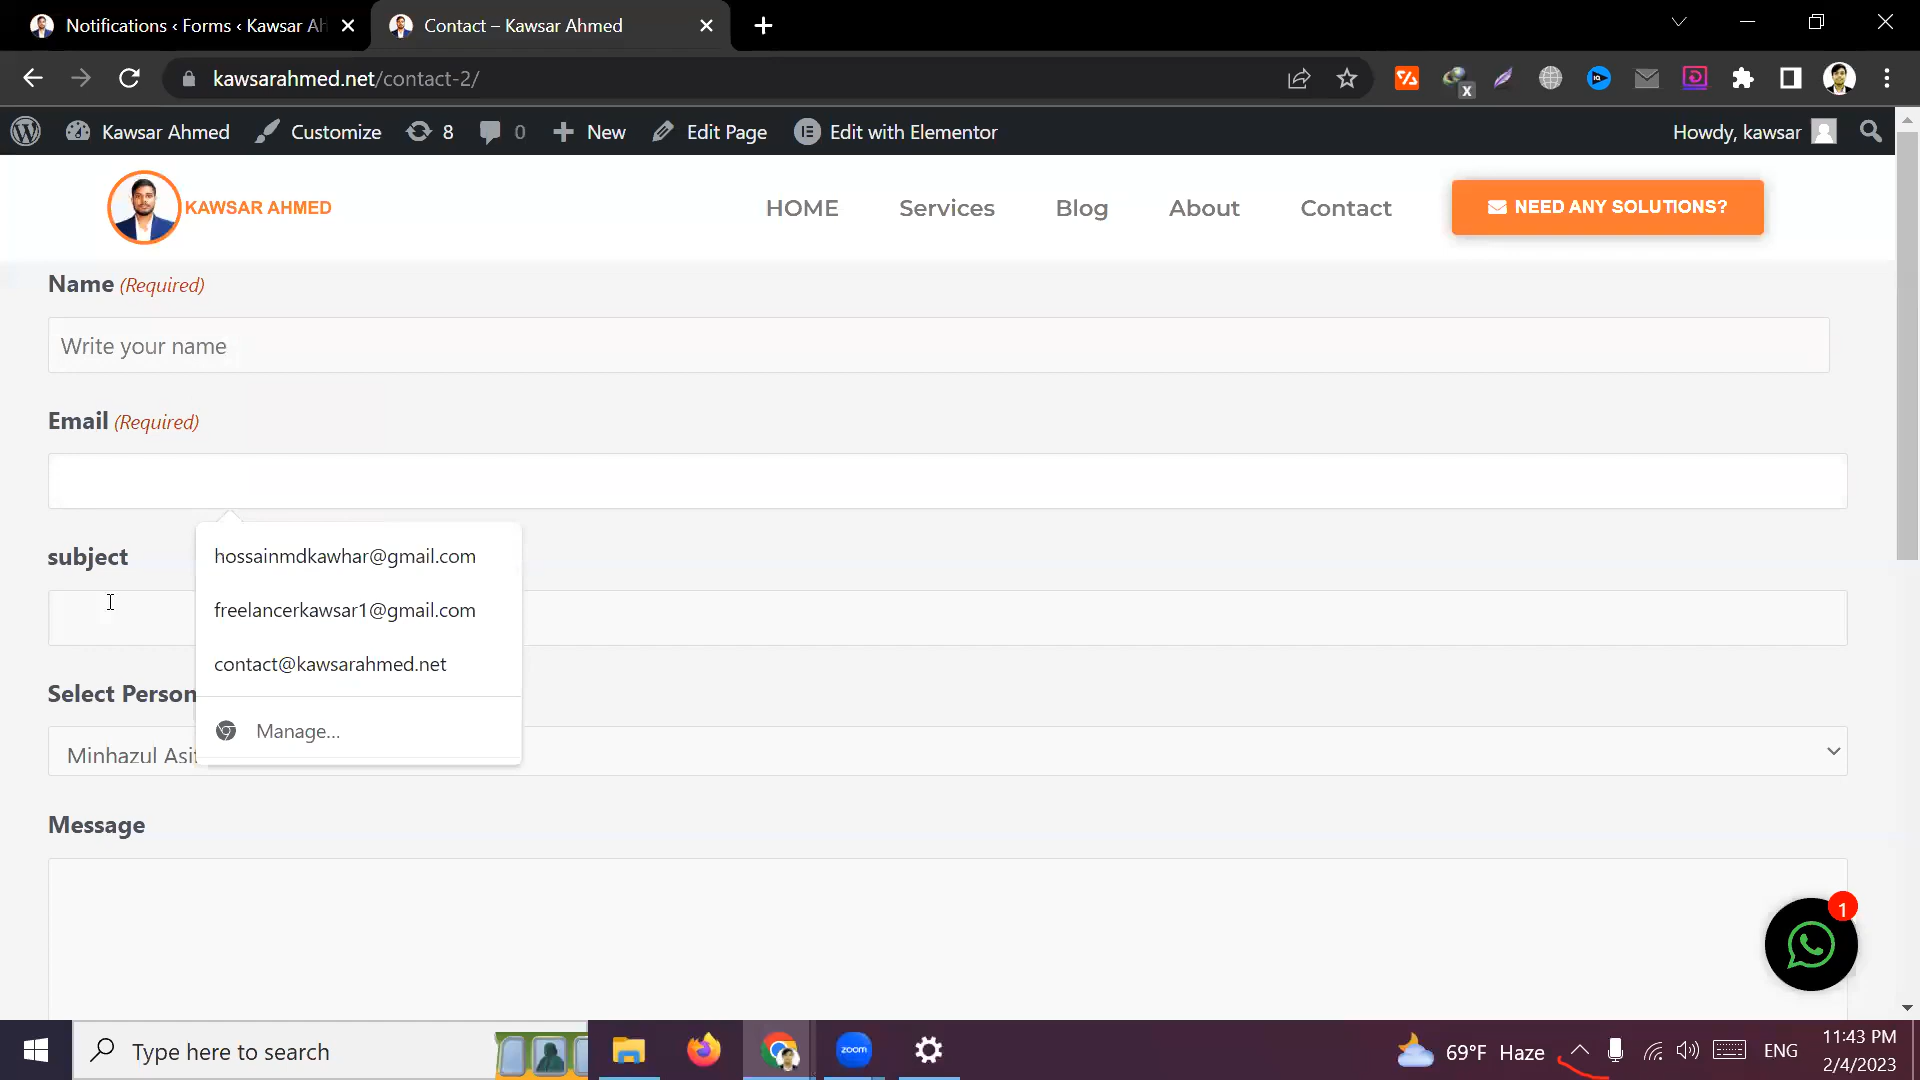 Notifications ‹ Forms ‹ Kawsar Ah
Contact – Kawsar Ahmed
kawsarahmed.net/contact-2/
Kawsar Ahmed
Customize
8
0
New
Edit Page
Edit with Elementor
Howdy, kawsar
KAWSAR AHMED
HOME
Services
Blog
About
Contact
NEED ANY SOLUTIONS?
Name (Required)
Write your name
Email (Required)
hossainmdkawhar@gmail.com
subject
freelancerkawsar1@gmail.com
contact@kawsarahmed.net
Select Person
Manage...
Minhazul Asif
Message
1
Type here to search
zoom
69°F Haze
ENG
11:43 PM
2/4/2023